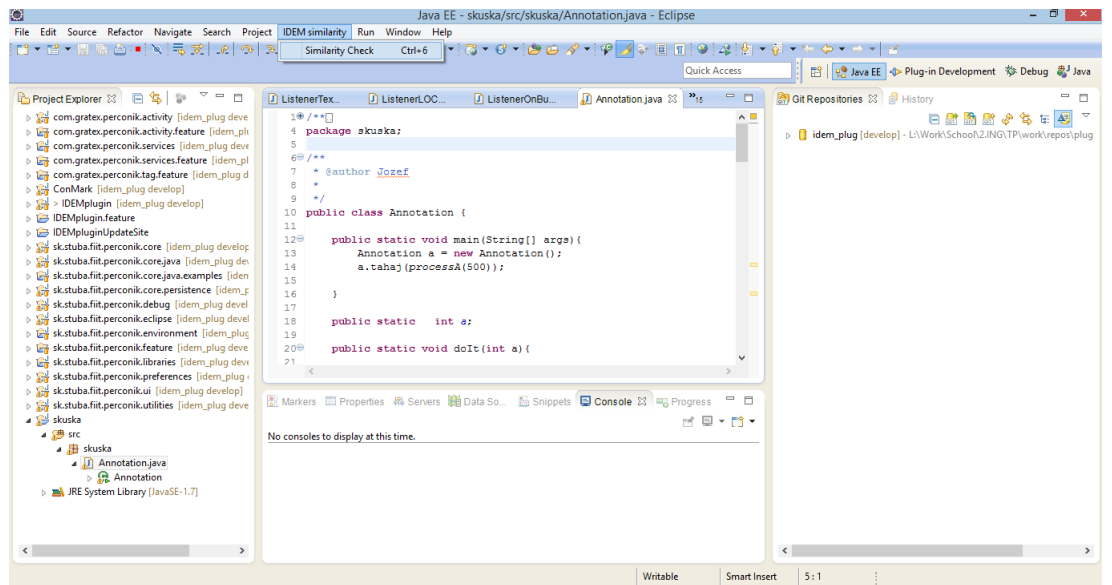 Java EE - skuska/src/skuska/Annotation.java - Eclipse
File Edit Source Refactor Navigate Search Project IDEM similarity Run Window Help
Similarity Check Ctrl+6
Quick Access
Java EE Plug-in Development Debug Java
Project Explorer
com.gratex.perconik.activity [idem_plug deve
com.gratex.perconik.activity.feature [idem_plu
com.gratex.perconik.services [idem_plug deve
com.gratex.perconik.services.feature [idem_pl
com.gratex.perconik.tag.feature [idem_plug d
ConMark [idem_plug develop]
> IDEMplugin [idem_plug develop]
IDEMplugin.feature
IDEMpluginUpdateSite
sk.stuba.fiit.perconik.core [idem_plug develop
sk.stuba.fiit.perconik.core.java [idem_plug dev
sk.stuba.fiit.perconik.core.java.examples [iden
sk.stuba.fiit.perconik.core.persistence [idem_p
sk.stuba.fiit.perconik.debug [idem_plug devel
sk.stuba.fiit.perconik.eclipse [idem_plug devel
sk.stuba.fiit.perconik.environment [idem_plug
sk.stuba.fiit.perconik.feature [idem_plug deve
sk.stuba.fiit.perconik.libraries [idem_plug deve
sk.stuba.fiit.perconik.preferences [idem_plug
sk.stuba.fiit.perconik.ui [idem_plug develop]
sk.stuba.fiit.perconik.utilities [idem_plug deve
skuska
src
skuska
Annotation.java
Annotation
JRE System Library [JavaSE-1.7]
ListenerTex... ListenerLOC... ListenerOnBu... Annotation.java »15
1 /**
4 package skuska;
5
6 /**
7 * @author Jozef
8 *
9 */
10 public class Annotation {
11
12 public static void main(String[] args){
13 Annotation a = new Annotation();
14 a.tahaj(processA(500));
15
16 }
17
18 public static int a;
19
20 public static void doIt(int a){
21
Markers Properties Servers Data So... Snippets Console Progress
No consoles to display at this time.
Git Repositories History
idem_plug [develop] - L:\Work\School\2.ING\TP\work\repos\plug
Writable Smart Insert 5 : 1